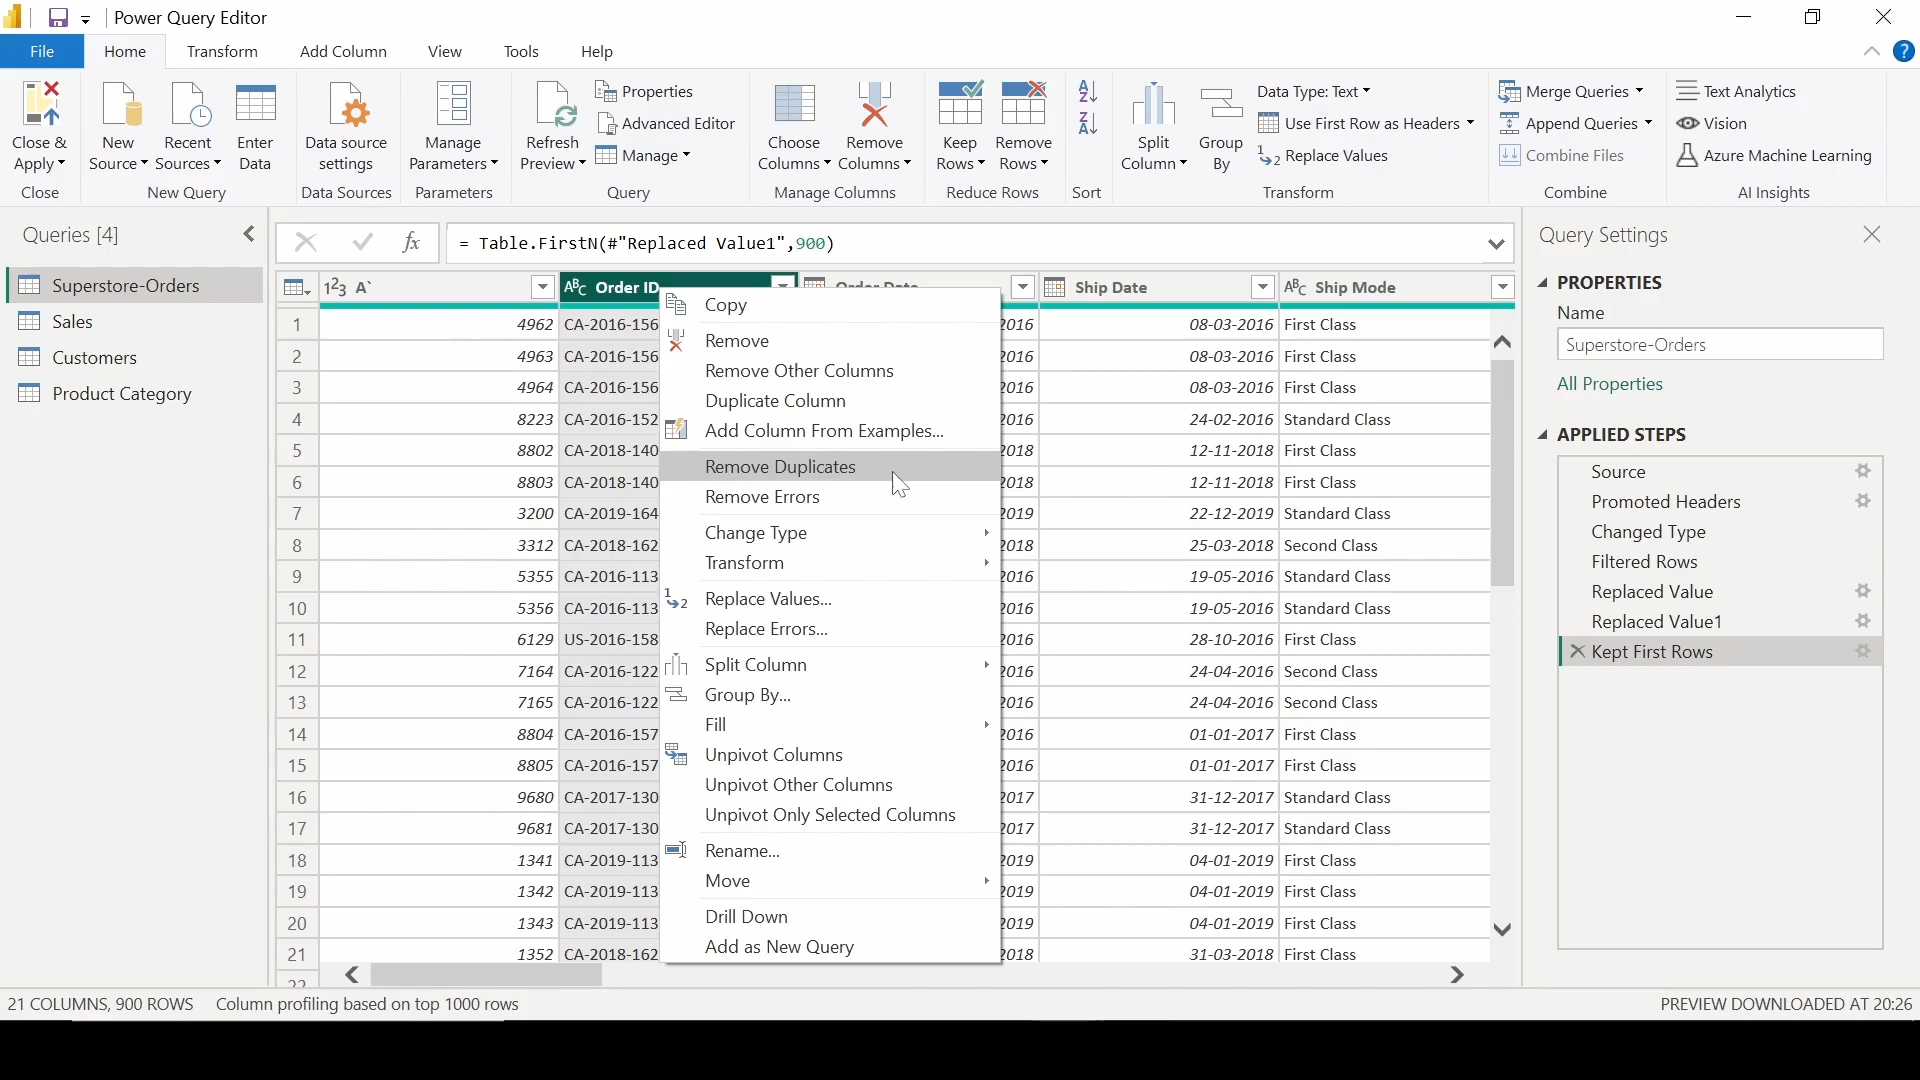 Power Query Editor
File Home Transform Add Column View Tools Help
Close & Apply
Close
New Source
Recent Sources
Enter Data
New Query
Data source settings
Data Sources
Manage Parameters
Parameters
Refresh Preview
Properties
Advanced Editor
Manage
Query
Choose Columns
Remove Columns
Manage Columns
Keep Rows
Remove Rows
Reduce Rows
Sort
Split Column
Group By
Data Type: Text
Use First Row as Headers
Replace Values
Transform
Merge Queries
Append Queries
Combine Files
Combine
Text Analytics
Vision
Azure Machine Learning
AI Insights
Queries [4]
Superstore-Orders
Sales
Customers
Product Category
fx = Table.FirstN(#"Replaced Value1",900)
123 A` ABC Order ID Ship Date ABC Ship Mode
1 4962 CA-2016-156 2016 08-03-2016 First Class
2 4963 CA-2016-156 2016 08-03-2016 First Class
3 4964 CA-2016-156 2016 08-03-2016 First Class
4 8223 CA-2016-152 2016 24-02-2016 Standard Class
5 8802 CA-2018-140 2018 12-11-2018 First Class
6 8803 CA-2018-140 2018 12-11-2018 First Class
7 3200 CA-2019-164 2019 22-12-2019 Standard Class
8 3312 CA-2018-162 2018 25-03-2018 Second Class
9 5355 CA-2016-113 2016 19-05-2016 Standard Class
10 5356 CA-2016-113 2016 19-05-2016 Standard Class
11 6129 US-2016-158 2016 28-10-2016 First Class
12 7164 CA-2016-122 2016 24-04-2016 Second Class
13 7165 CA-2016-122 2016 24-04-2016 Second Class
14 8804 CA-2016-157 2016 01-01-2017 First Class
15 8805 CA-2016-157 2016 01-01-2017 First Class
16 9680 CA-2017-130 2017 31-12-2017 Standard Class
17 9681 CA-2017-130 2017 31-12-2017 Standard Class
18 1341 CA-2019-113 2019 04-01-2019 First Class
19 1342 CA-2019-113 2019 04-01-2019 First Class
20 1343 CA-2019-113 2019 04-01-2019 First Class
21 1352 CA-2018-162 2018 31-03-2018 First Class
Copy
Remove
Remove Other Columns
Duplicate Column
Add Column From Examples...
Remove Duplicates
Remove Errors
Change Type
Transform
Replace Values...
Replace Errors...
Split Column
Group By...
Fill
Unpivot Columns
Unpivot Other Columns
Unpivot Only Selected Columns
Rename...
Move
Drill Down
Add as New Query
Query Settings
PROPERTIES
Name
Superstore-Orders
All Properties
APPLIED STEPS
Source
Promoted Headers
Changed Type
Filtered Rows
Replaced Value
Replaced Value1
Kept First Rows
21 COLUMNS, 900 ROWS Column profiling based on top 1000 rows
PREVIEW DOWNLOADED AT 20:26